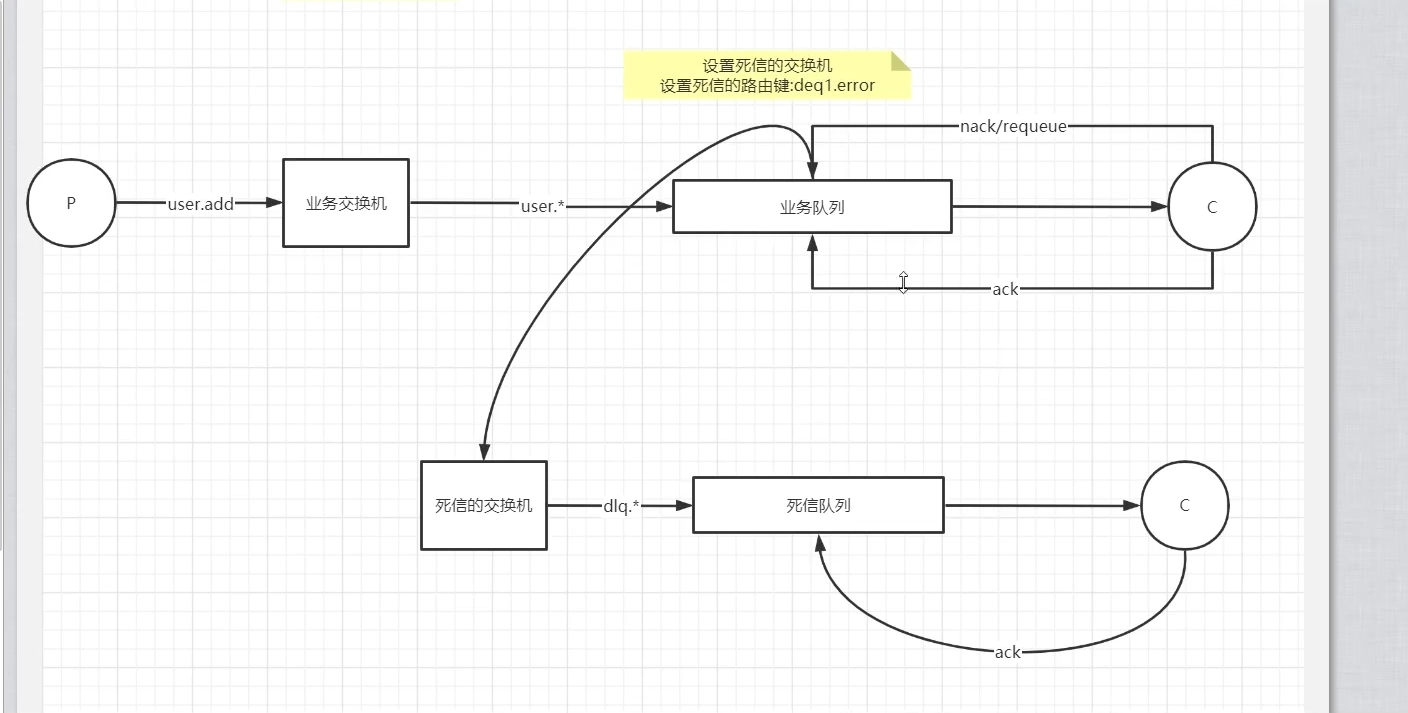 设置死信的交换机
设置死信的路由键:deq1.error
nack/requeue
P
user.add
业务交换机
user.*
业务队列
C
ack
死信的交换机
dlq.*
死信队列
C
ack